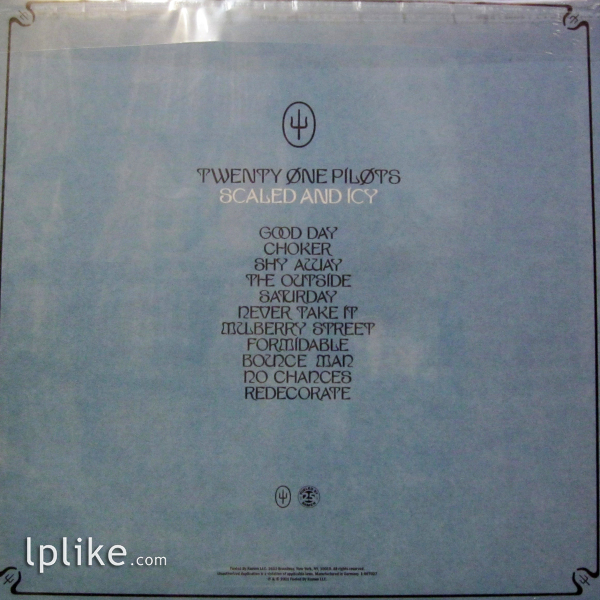 TWENTY ØNE PILØTS
SCALED AND ICY
GOOD DAY
CHOKER
SHY AWAY
THE OUTSIDE
SATURDAY
NEVER TAKE IT
MULBERRY STREET
FORMIDABLE
BOUNCE MAN
NO CHANCES
REDECORATE
lplike.com